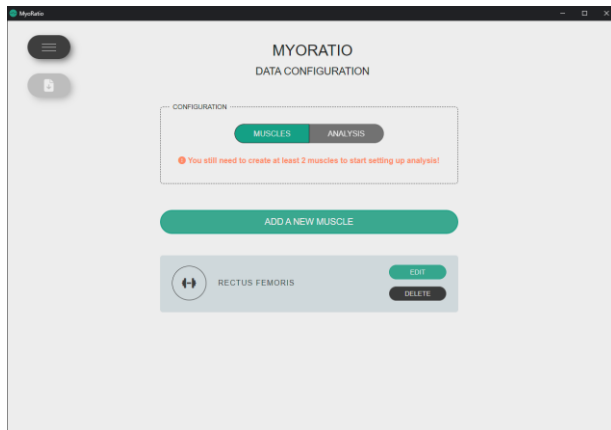 MyoRatio
MYORATIO
DATA CONFIGURATION
CONFIGURATION
MUSCLES ANALYSIS
You still need to create at least 2 muscles to start setting up analysis!
ADD A NEW MUSCLE
RECTUS FEMORIS
EDIT
DELETE